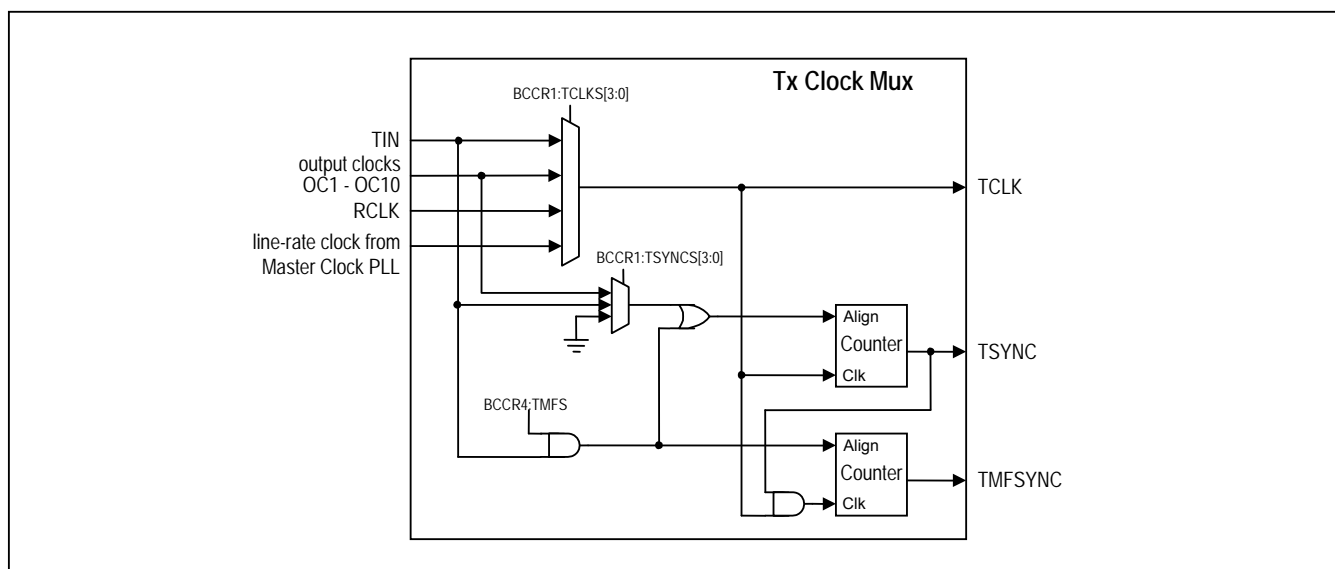 Tx Clock Mux
BCCR1:TCLKS[3:0]
TIN
output clocks
OC1 - OC10
RCLK
line-rate clock from
Master Clock PLL
TCLK
BCCR1:TSYNCS[3:0]
Align
Counter
Clk
TSYNC
BCCR4:TMFS
Align
Counter
Clk
TMFSYNC